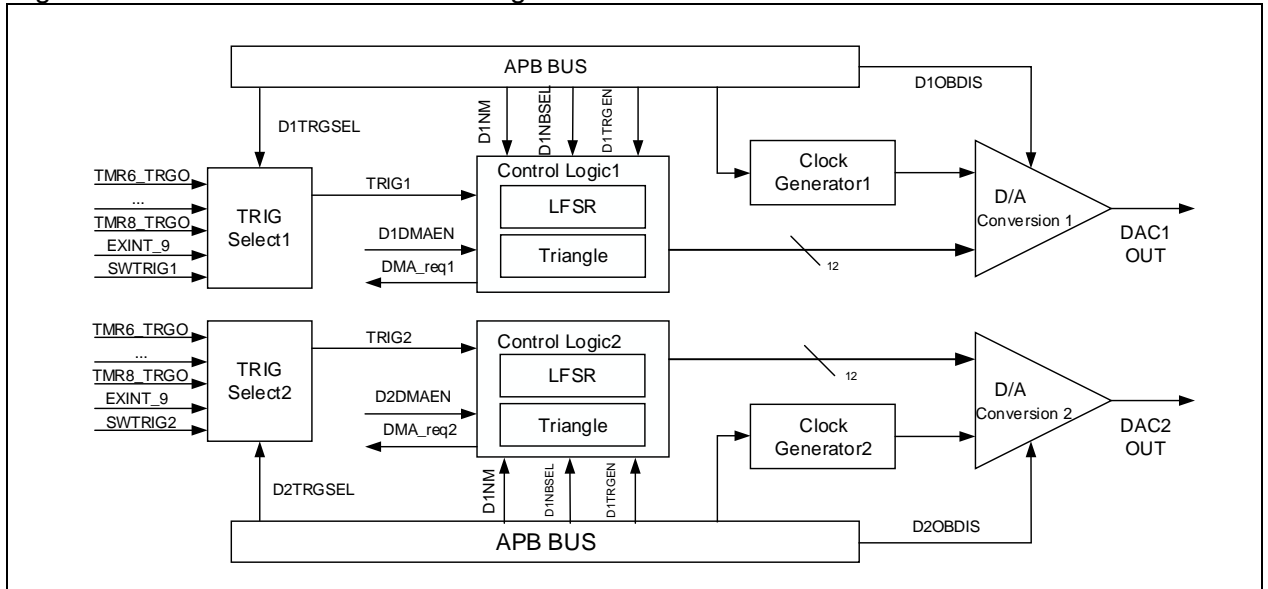 APB BUS
D1OBDIS
D1TRGSEL
D1NM
D1NBSEL
D1TRGEN
TMR6_TRGO
...
TMR8_TRGO
EXINT_9
SWTRIG1
TRIG
Select1
TRIG1
D1DMAEN
DMA_req1
Control Logic1
LFSR
Triangle
Clock
Generator1
12
D/A
Conversion 1
DAC1
OUT
TMR6_TRGO
...
TMR8_TRGO
EXINT_9
SWTRIG2
TRIG
Select2
TRIG2
D2DMAEN
DMA_req2
Control Logic2
LFSR
Triangle
12
Clock
Generator2
D/A
Conversion 2
DAC2
OUT
D2TRGSEL
D1NM
D1NBSEL
D1TRGEN
D2OBDIS
APB BUS